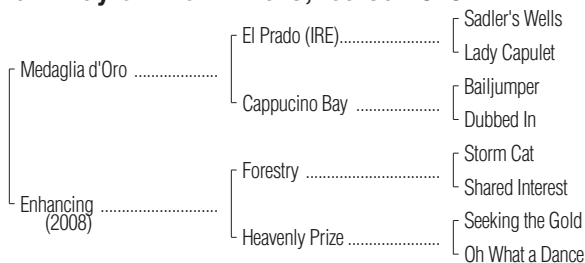 Sadler's Wells
El Prado (IRE)....................
Lady Capulet
Medaglia d'Oro ....................
Bailjumper
Cappucino Bay ....................
Dubbed In
Storm Cat
Forestry ................................
Shared Interest
Enhancing ............................
(2008)
Seeking the Gold
Heavenly Prize ......................
Oh What a Dance